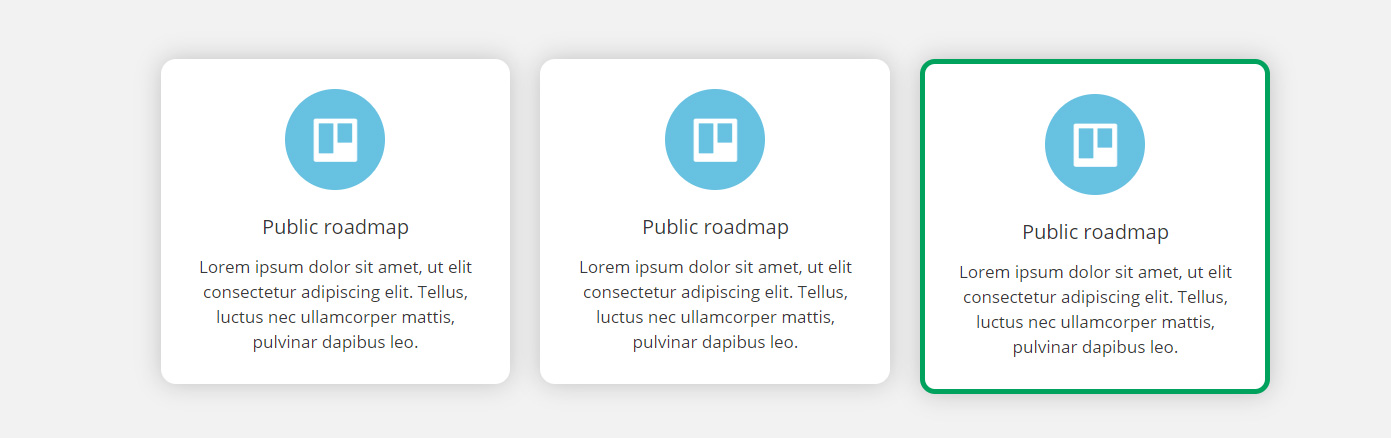 Public roadmap
Lorem ipsum dolor sit amet, ut elit
consectetur adipiscing elit. Tellus,
luctus nec ullamcorper mattis,
pulvinar dapibus leo.
Public roadmap
Lorem ipsum dolor sit amet, ut elit
consectetur adipiscing elit. Tellus,
luctus nec ullamcorper mattis,
pulvinar dapibus leo.
Public roadmap
Lorem ipsum dolor sit amet, ut elit
consectetur adipiscing elit. Tellus,
luctus nec ullamcorper mattis,
pulvinar dapibus leo.